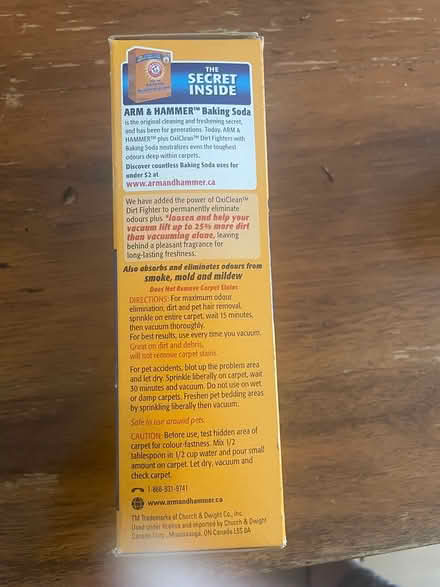 THE
SECRET
INSIDE
ARM & HAMMER™ Baking Soda
is the original cleaning and freshening secret,
and has been for generations. Today, ARM &
HAMMER™ plus OxiClean™ Dirt Fighters with
Baking Soda neutralizes even the toughest
odours deep within carpets.
Discover countless Baking Soda uses for
under $2 at
www.armandhammer.ca
We have added the power of OxiClean™
Dirt Fighter to permanently eliminate
odours plus *loosen and help your
vacuum lift up to 25% more dirt
than vacuuming alone, leaving
behind a pleasant fragrance for
long-lasting freshness.
Also absorbs and eliminates odours from
smoke, mold and mildew
Does Not Remove Carpet Stains
DIRECTIONS: For maximum odour
elimination, dirt and pet hair removal,
sprinkle on entire carpet, wait 15 minutes,
then vacuum thoroughly.
For best results, use every time you vacuum.
Great on dirt and debris,
will not remove carpet stains.
For pet accidents, blot up the problem area
and let dry. Sprinkle liberally on carpet, wait
30 minutes and vacuum. Do not use on wet
or damp carpets. Freshen pet bedding areas
by sprinkling liberally then vacuum.
Safe to use around pets.
CAUTION: Before use, test hidden area of
carpet for colour-fastness. Mix 1/2
tablespoon in 1/2 cup water and pour small
amount on carpet. Let dry, vacuum and
check carpet.
1-866-931-9741
www.armandhammer.ca
TM Trademarks of Church & Dwight Co., Inc.
Used under license and imported by Church & Dwight
Canada Corp., Mississauga, ON Canada L5S 0A